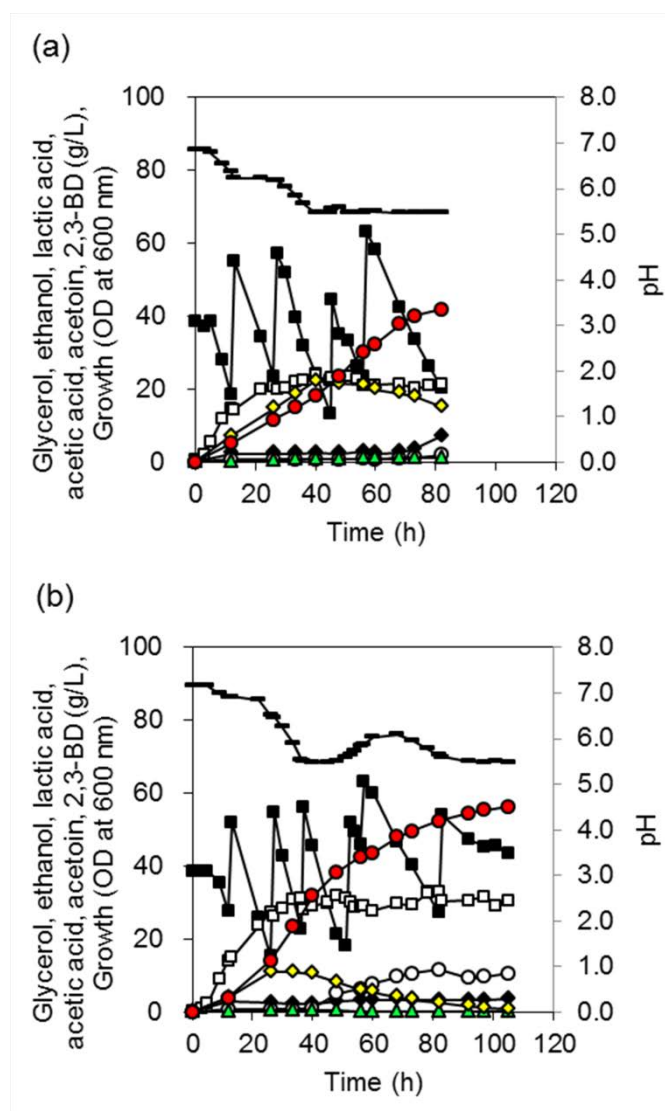 (a)
Glycerol, ethanol, lactic acid,
acetic acid, acetoin, 2,3-BD (g/L),
Growth (OD at 600 nm)
100
80
60
40
20
0
8.0
7.0
6.0
5.0
4.0
3.0
2.0
1.0
0.0
pH
0 20 40 60 80 100 120
Time (h)
(b)
Glycerol, ethanol, lactic acid,
acetic acid, acetoin, 2,3-BD (g/L),
Growth (OD at 600 nm)
100
80
60
40
20
0
8.0
7.0
6.0
5.0
4.0
3.0
2.0
1.0
0.0
pH
0 20 40 60 80 100 120
Time (h)